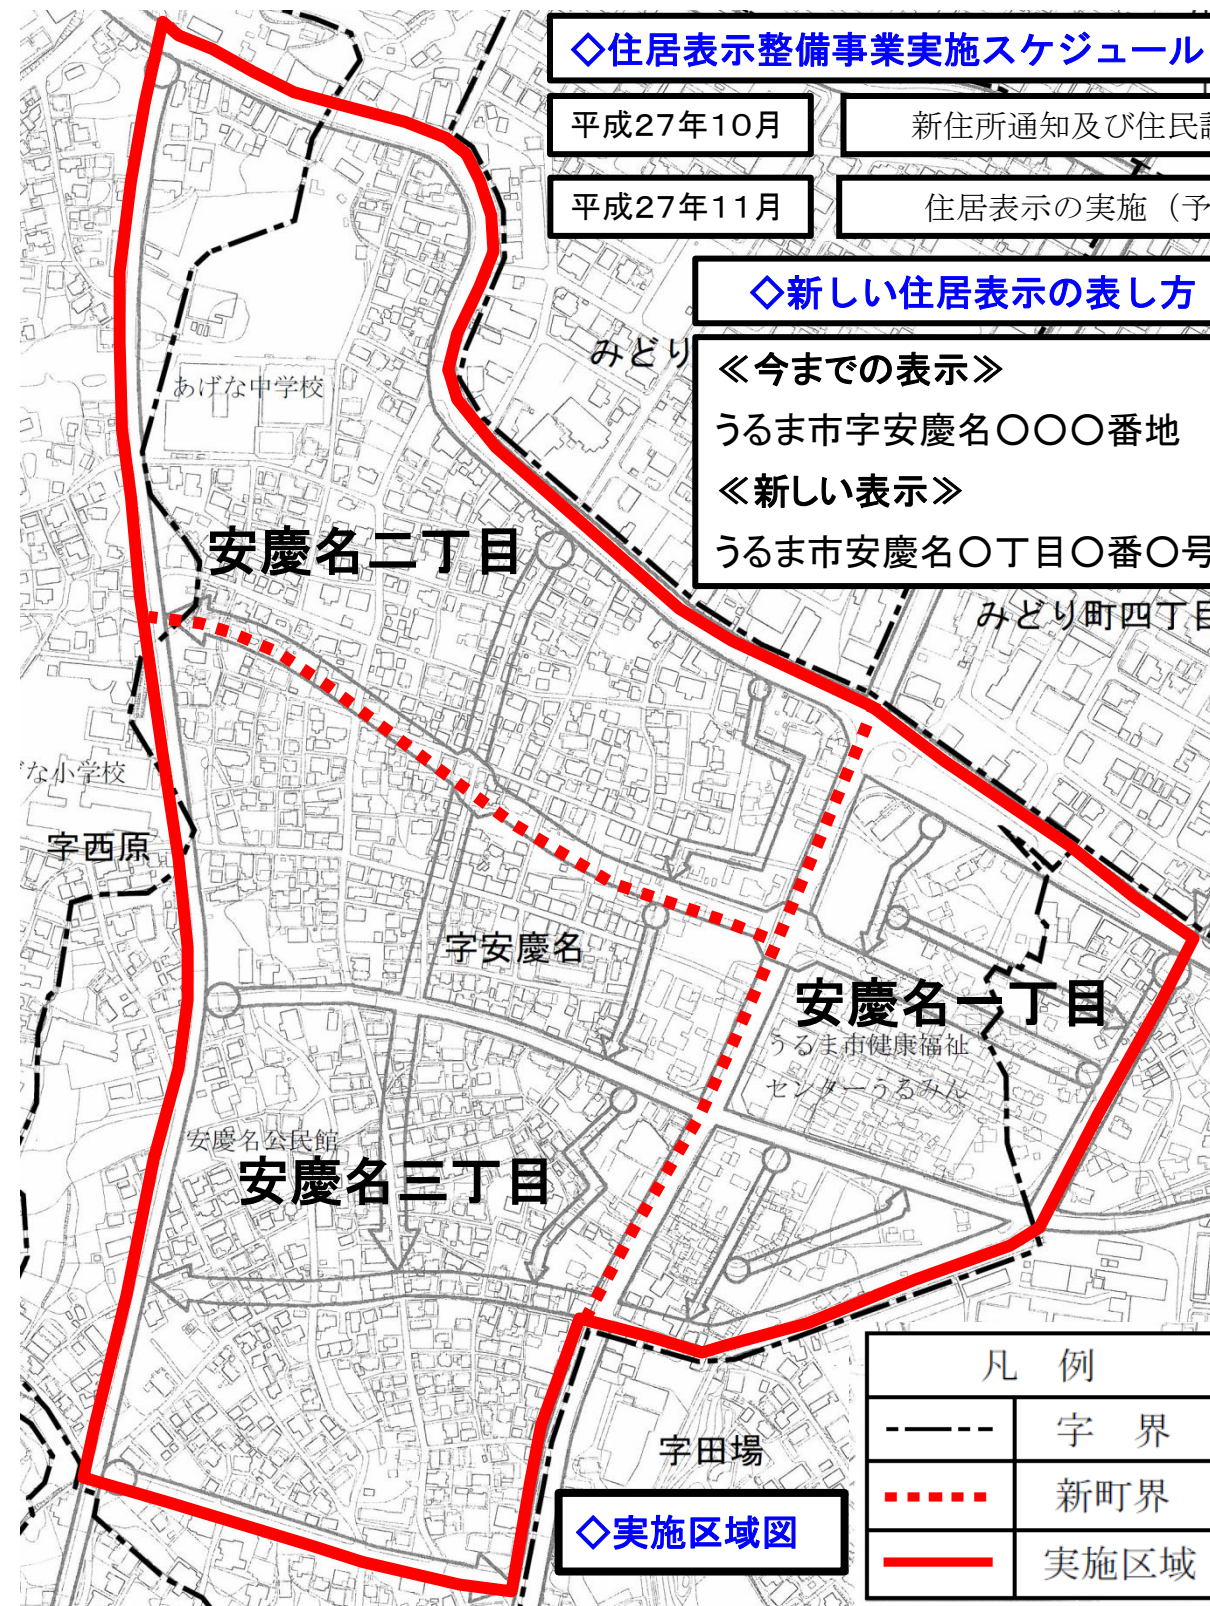 ◇住居表示整備事業実施スケジュール
平成27年10月
新住所通知及び住民
平成27年11月
住居表示の実施（予
◇新しい住居表示の表し方
みどり
≪今までの表示≫
うるま市字安慶名〇〇〇番地
≪新しい表示≫
うるま市安慶名〇丁目〇番〇号
あげな中学校
安慶名二丁目
みどり町四丁目
な小学校
字西原
字安慶名
安慶名一丁目
うるま市健康福祉
センターうるみん
安慶名公民館
安慶名三丁目
字田場
◇実施区域図
凡 例
字 界
新町界
実施区域